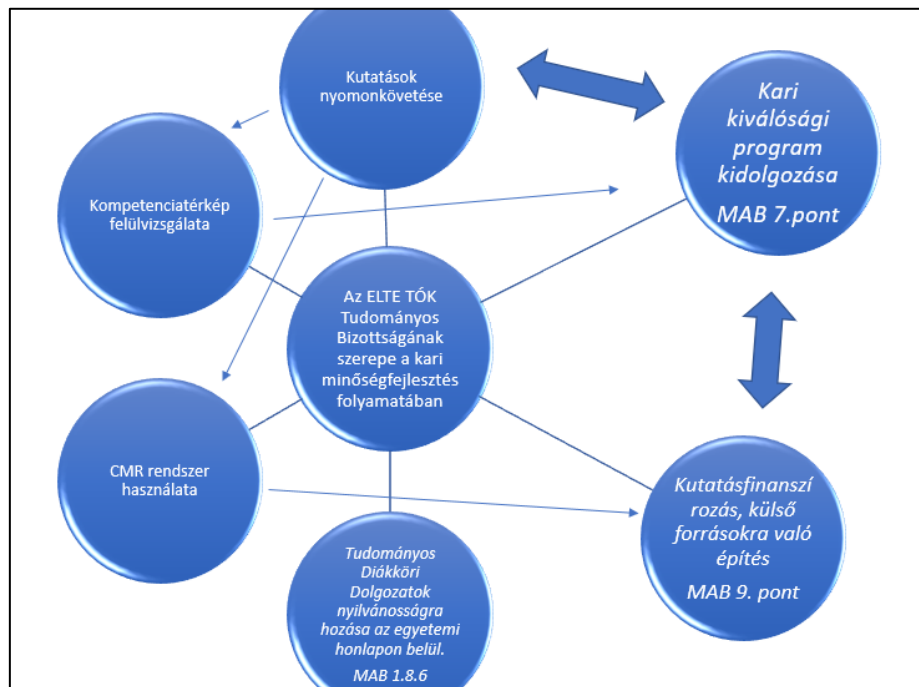 Kutatások
nyomonkövetése
Kari
kiválósági
program
kidolgozása
MAB 7.pont
Kompetenciatérkép
felülvizsgálata
Az ELTE TÓK
Tudományos
Bizottságának
szerepe a kari
minőségfejlesztés
folyamatában
CMR rendszer
használata
Kutatásfinanszí
rozás, külső
forrásokra való
építés
MAB 9. pont
Tudományos
Diákköri
Dolgozatok
nyilvánosságra
hozása az egyetemi
honlapon belül.
MAB 1.8.6